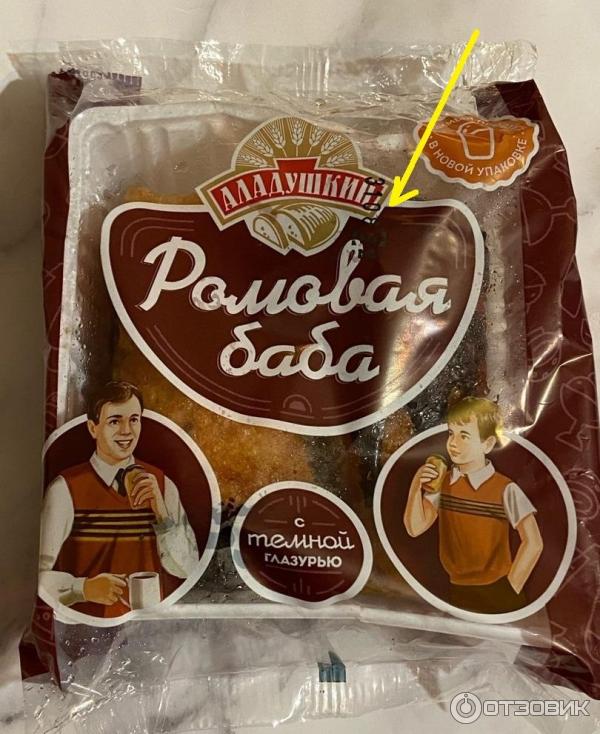 АЛАДУШКИН
В НОВОЙ УПАКОВКЕ
Ромовая
баба
с
темной
ГЛАЗУРЬЮ
ОТЗОВИК